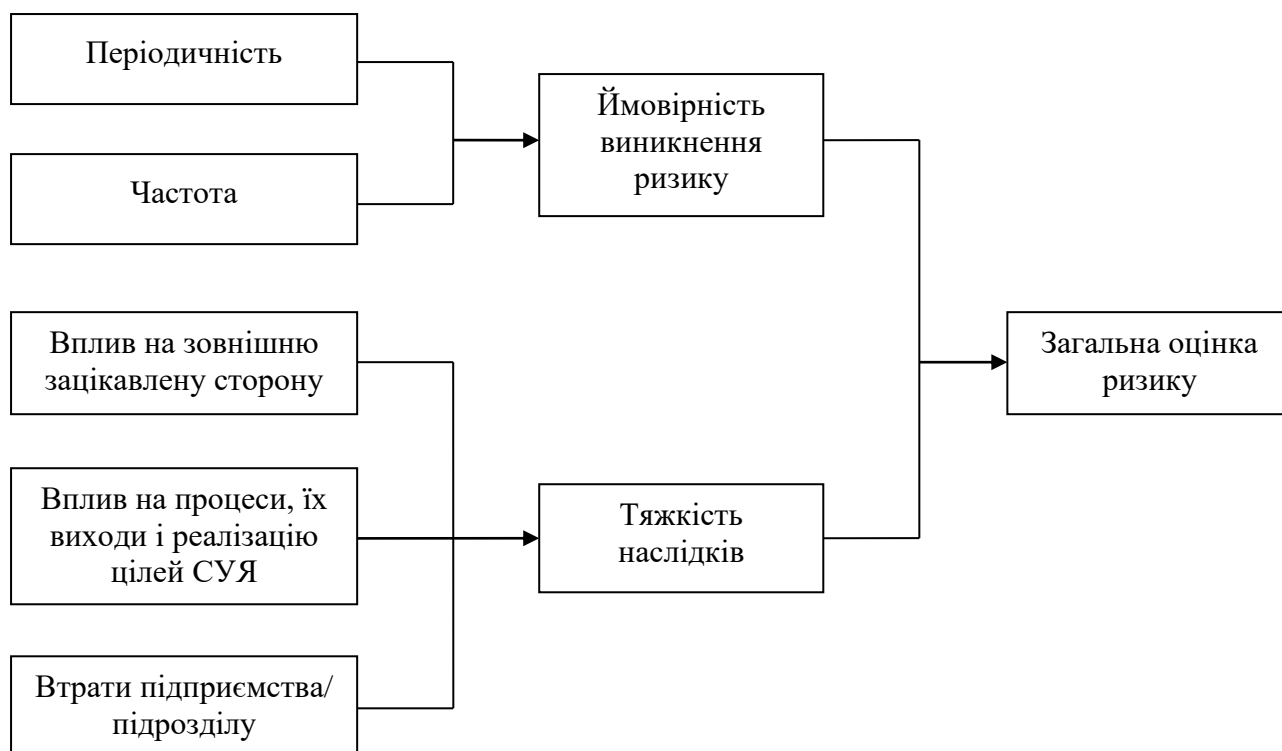 Періодичність
Частота
Ймовірність
виникнення
ризику
Вплив на зовнішню
зацікавлену сторону
Вплив на процеси, їх
виходи і реалізацію
цілей СУЯ
Втрати підприємства/
підрозділу
Тяжкість
наслідків
Загальна оцінка
ризику